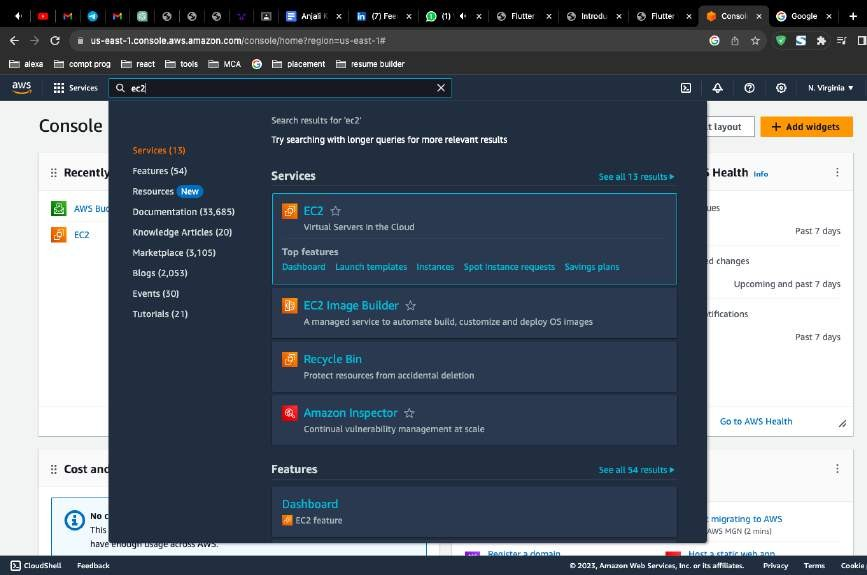 Anjali K
(7) Fee
(1)
Flutter
Introdu
Flutter
Consol
Google
us-east-1.console.aws.amazon.com/console/home?region=us-east-1#
alexa
compt prog
react
tools
MCA
placement
resume builder
aws
Services
ec2
N. Virginia
Console
t layout
+ Add widgets
Search results for 'ec2'
Try searching with longer queries for more relevant results
Services (13)
Features (54)
Resources New
Documentation (33,685)
Knowledge Articles (20)
Marketplace (3,105)
Blogs (2,053)
Events (30)
Tutorials (21)
Services
See all 13 results
EC2
Virtual Servers in the Cloud
Top features
Dashboard Launch templates Instances Spot Instance requests Savings plans
EC2 Image Builder
A managed service to automate build, customize and deploy OS images
Recycle Bin
Protect resources from accidental deletion
Amazon Inspector
Continual vulnerability management at scale
Features
See all 54 results
Dashboard
EC2 feature
Recently
AWS Bud
EC2
S Health Info
ues
Past 7 days
ed changes
Upcoming and past 7 days
otifications
Past 7 days
Go to AWS Health
Cost and
No c
This
have enough usage across AWS.
t migrating to AWS
AWS MGN (2 mins)
Register a domain
Host a static web app
CloudShell
Feedback
© 2023, Amazon Web Services, Inc. or its affiliates.
Privacy
Terms
Cookie